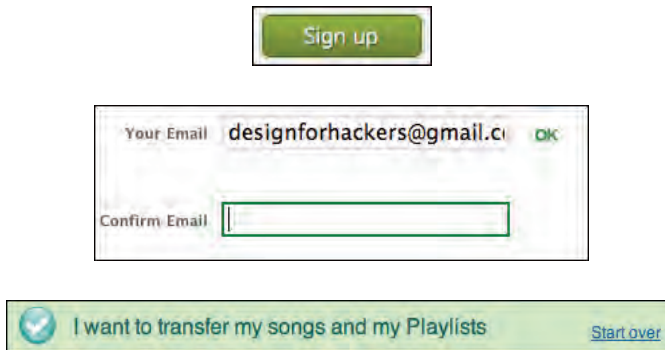 Sign up
Your Email designforhackers@gmail.c OK
Confirm Email
I want to transfer my songs and my Playlists Start over